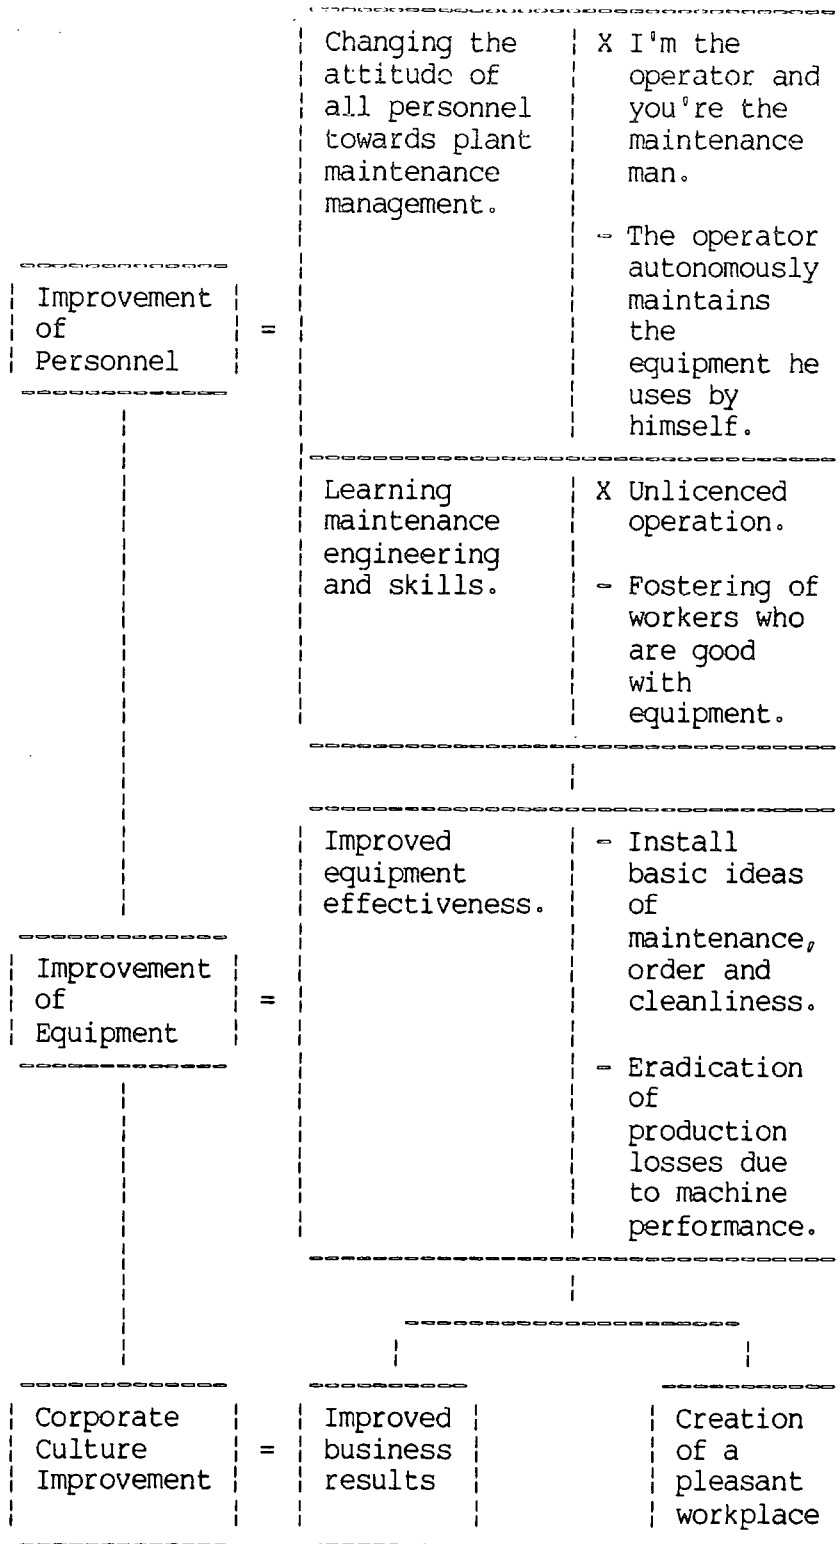 Changing the
attitude of
all personnel
towards plant
maintenance
management.
X I'm the
operator and
you're the
maintenance
man.
- The operator
autonomously
maintains
the
equipment he
uses by
himself.
Improvement
of
Personnel
=
Learning
maintenance
engineering
and skills.
X Unlicenced
operation.
- Fostering of
workers who
are good
with
equipment.
Improved
equipment
effectiveness.
- Install
basic ideas
of
maintenance,
order and
cleanliness.
- Eradication
of
production
losses due
to machine
performance.
Improvement
of
Equipment
=
Corporate
Culture
Improvement
=
Improved
business
results
Creation
of a
pleasant
workplace